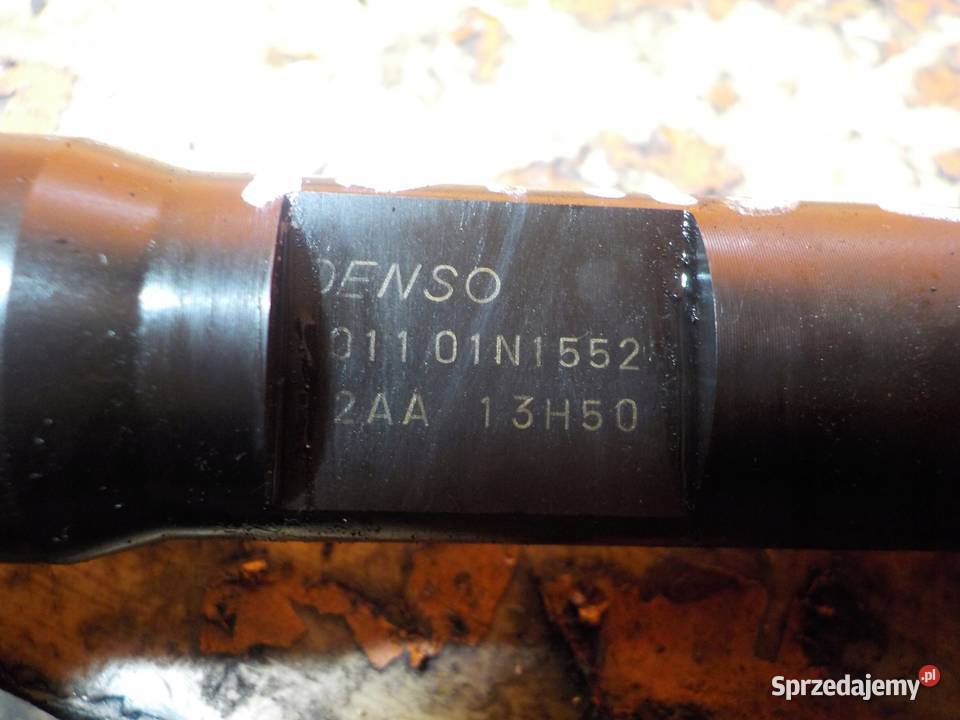 DENSO
01101N1552
2AA 13H50
Sprzedajemy.pl